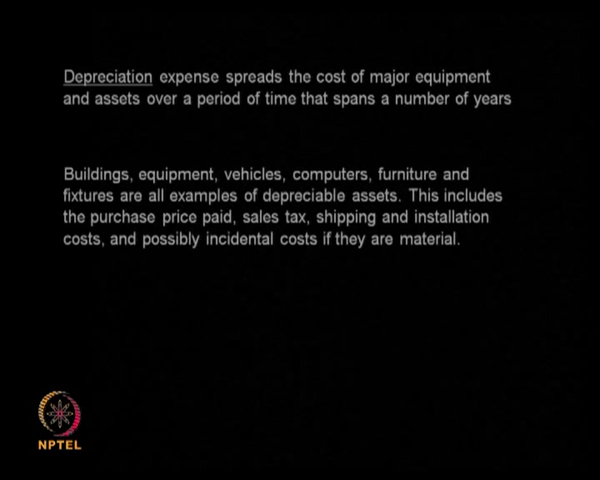 Depreciation expense spreads the cost of major equipment
and assets over a period of time that spans a number of years
Buildings, equipment, vehicles, computers, furniture and
fixtures are all examples of depreciable assets. This includes
the purchase price paid, sales tax, shipping and installation
costs, and possibly incidental costs if they are material.
NPTEL